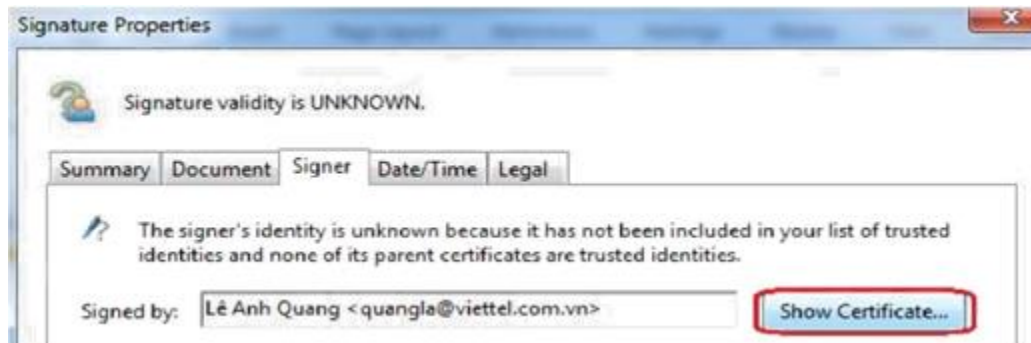 Signature Properties
Signature validity is UNKNOWN.
Summary Document Signer Date/Time Legal
The signer's identity is unknown because it has not been included in your list of trusted
identities and none of its parent certificates are trusted identities.
Signed by: Lê Anh Quang <quangla@viettel.com.vn> Show Certificate...